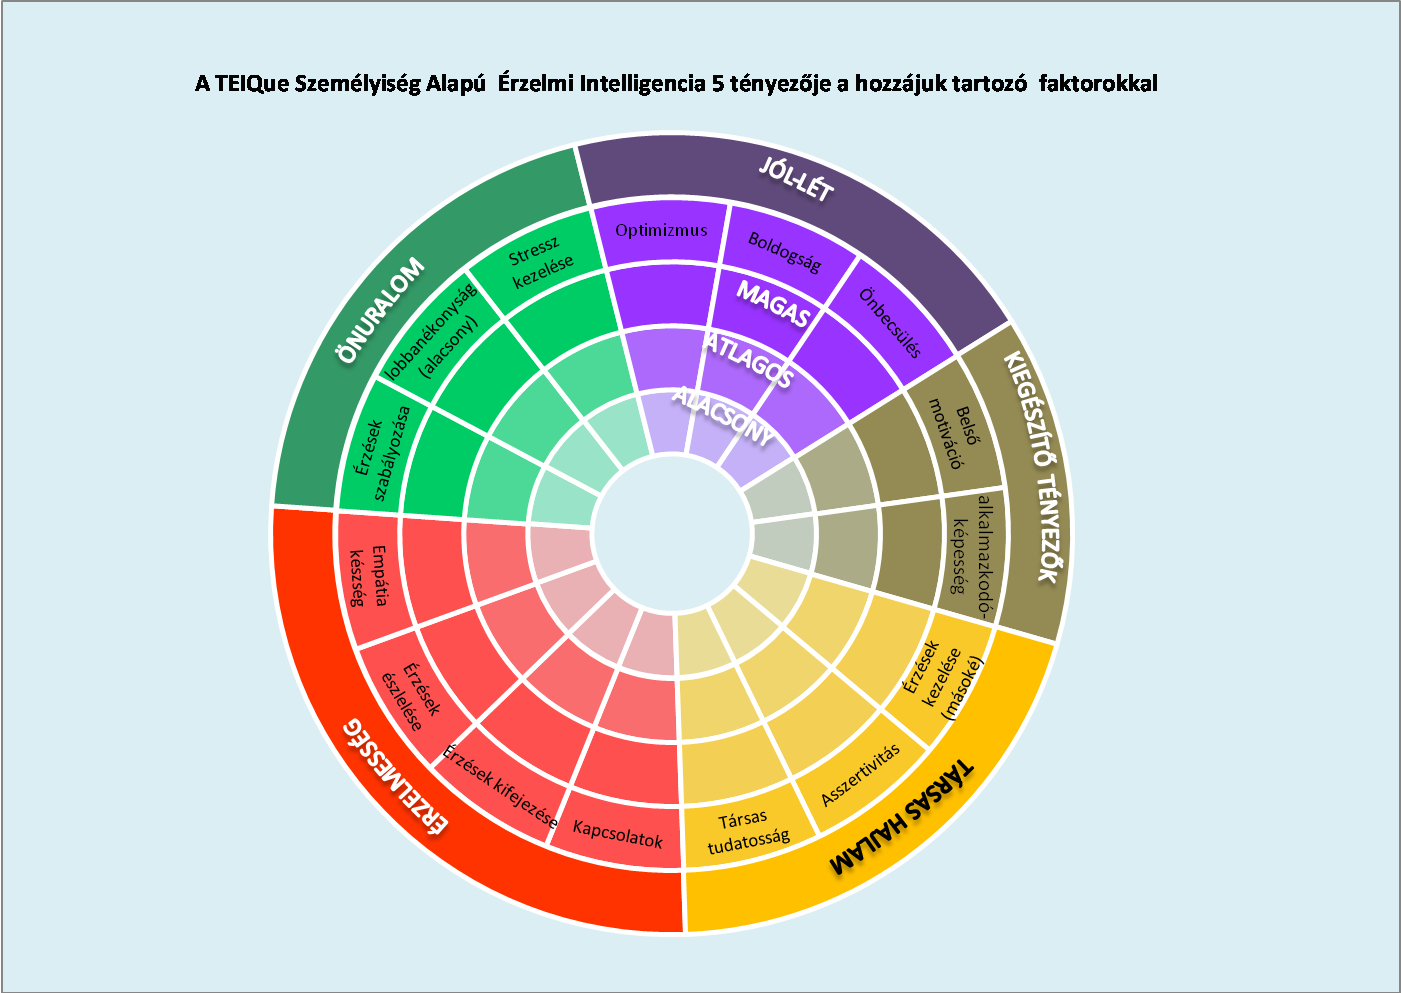 A TEIQue Személyiség Alapú  Érzelmi Intelligencia 5 tényezője a hozzájuk tartozó  faktorokkal
JÓL-LÉT
Optimizmus
Boldogság
Önbecsülés
MAGAS
ÁTLAGOS
ALACSONY
KIEGÉSZÍTŐ TÉNYEZŐK
Belső
motiváció
alkalmazkodó-
képesség
TÁRSAS HAJLAM
Érzések
kezelése
(másoké)
Asszertivitás
Társas
tudatosság
ÉRZELMESSÉG
Kapcsolatok
Érzések kifejezése
Érzések
észlelése
Empátia
készség
ÖNURALOM
Érzések
szabályozása
lobbanékonyság
(alacsony)
Stressz
kezelése